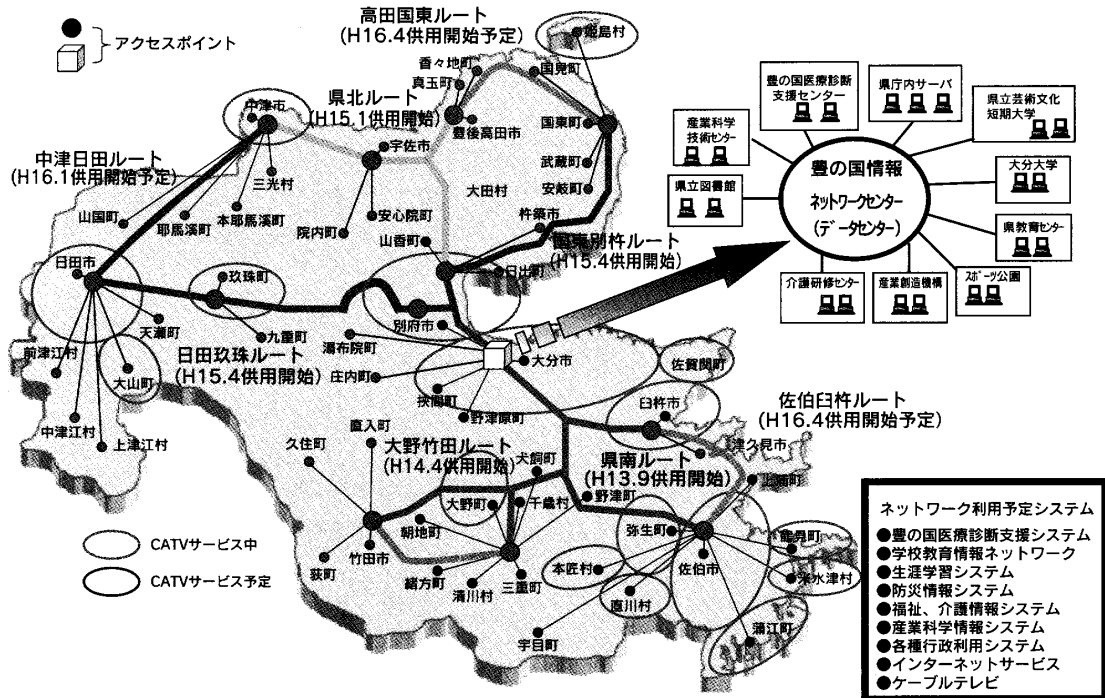 アクセスポイント
高田国東ルート
(H16.4供用開始予定)
姫島村
香々地町
真玉町
国見町
県北ルート
(H15.1供用開始)
中津市
豊後高田市
国東町
宇佐市
中津日田ルート
(H16.1供用開始予定)
三光村
武蔵町
大田村
安岐町
山国町
耶馬溪町
本耶馬溪町
院内町
安心院町
杵築市
山香町
国東別杵ルート
(H15.4供用開始)
日出町
日田市
玖珠町
別府市
天瀬町
九重町
湯布院町
大分市
前津江村
日田玖珠ルート
(H15.4供用開始)
佐賀関町
大山町
庄内町
挾間町
臼杵市
佐伯臼杵ルート
(H16.4供用開始予定)
中津江村
上津江村
野津原町
直入町
久住町
大野竹田ルート
(H14.4供用開始)
犬飼町
津久見市
県南ルート
(H13.9供用開始)
上浦町
大野町
千歳村
野津町
朝地町
弥生町
鶴見町
竹田市
荻町
緒方町
清川村
三重町
本匠村
佐伯市
米水津村
直川村
蒲江町
宇目町
CATVサービス中
CATVサービス予定
豊の国医療診断
支援センター
県庁内サーバ
県立芸術文化
短期大学
産業科学
技術センター
大分大学
県立図書館
豊の国情報
ネットワークセンター
(データセンター)
県教育センター
介護研修センター
産業創造機構
スポーツ公園
ネットワーク利用予定システム
●豊の国医療診断支援システム
●学校教育情報ネットワーク
●生涯学習システム
●防災情報システム
●福祉、介護情報システム
●産業科学情報システム
●各種行政利用システム
●インターネットサービス
●ケーブルテレビ